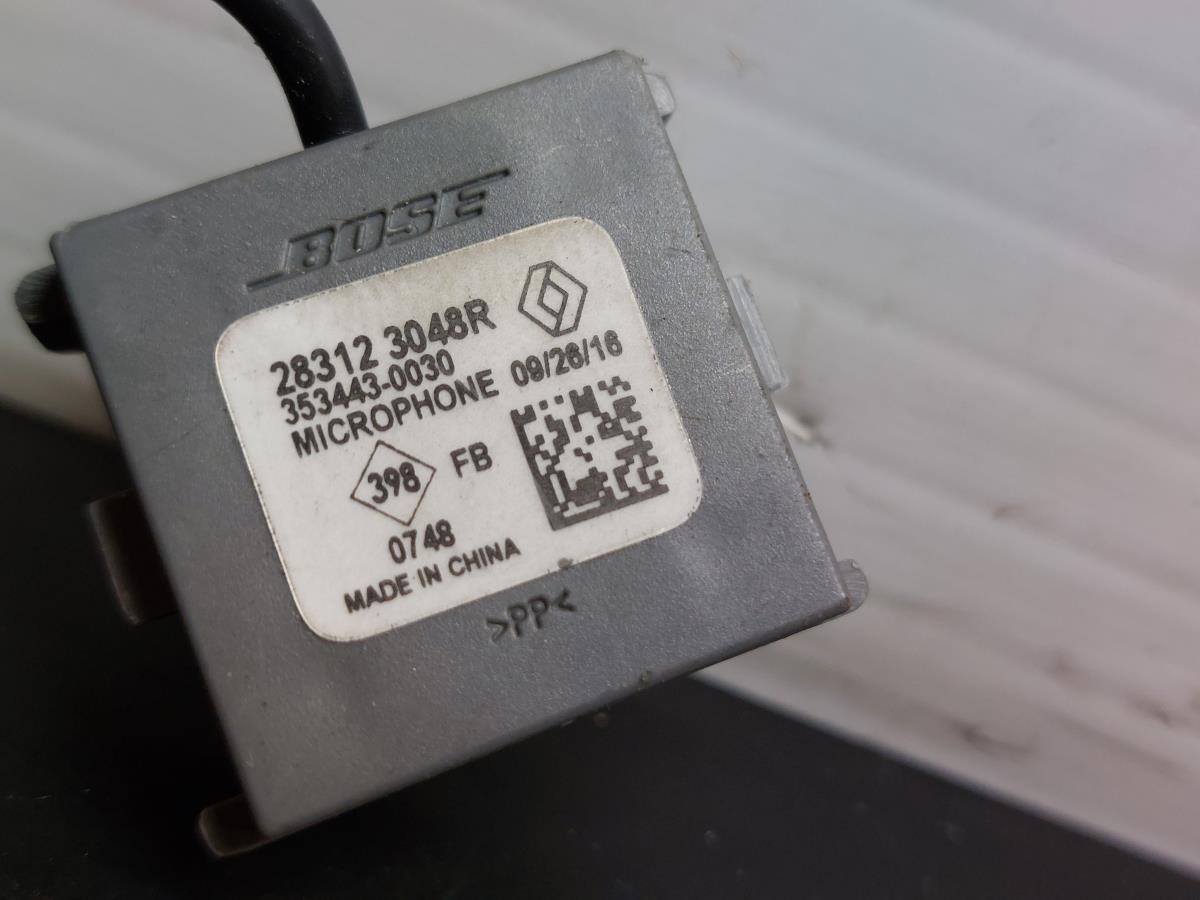 BOSE
28312 3048R
353443-0030
MICROPHONE 09/26/16
398 FB
0748
MADE IN CHINA
>PP<